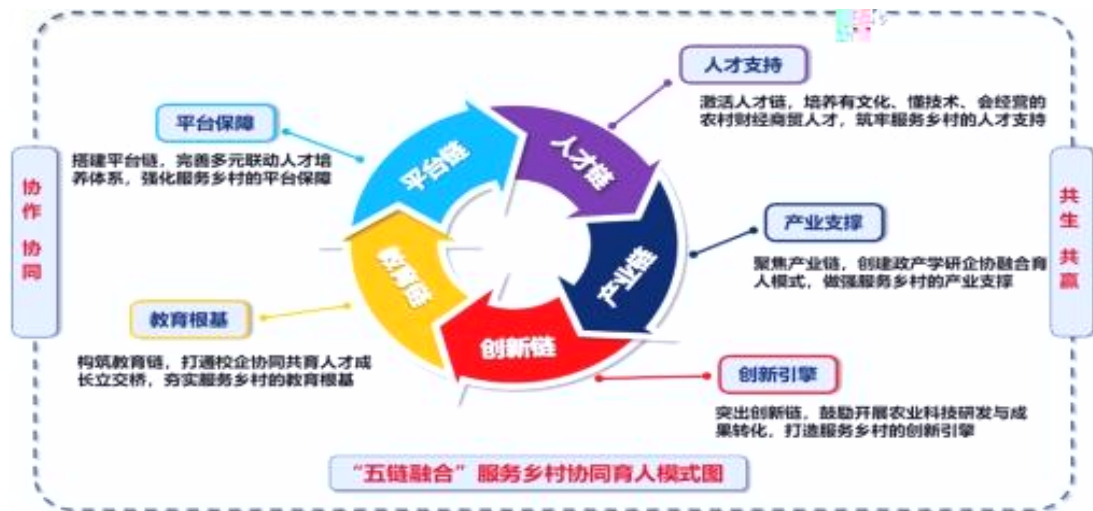 人才支持
激活人才链，培养有文化、懂技术、会经营的
农村财经商贸人才，筑牢服务乡村的人才支持
平台保障
搭建平台链，完善多元联动人才培
养体系，强化服务乡村的平台保障
协作 协同
共生 共赢
平台链
人才链
产业链
创新链
教育链
产业支撑
聚焦产业链，创建政产学研企协融合育
人模式，做强服务乡村的产业支撑
教育根基
构筑教育链，打通校企协同共育人才成
长立交桥，夯实服务乡村的教育根基
创新引擎
突出创新链，鼓励开展农业科技研发与成
果转化，打造服务乡村的创新引擎
“五链融合”服务乡村协同育人模式图